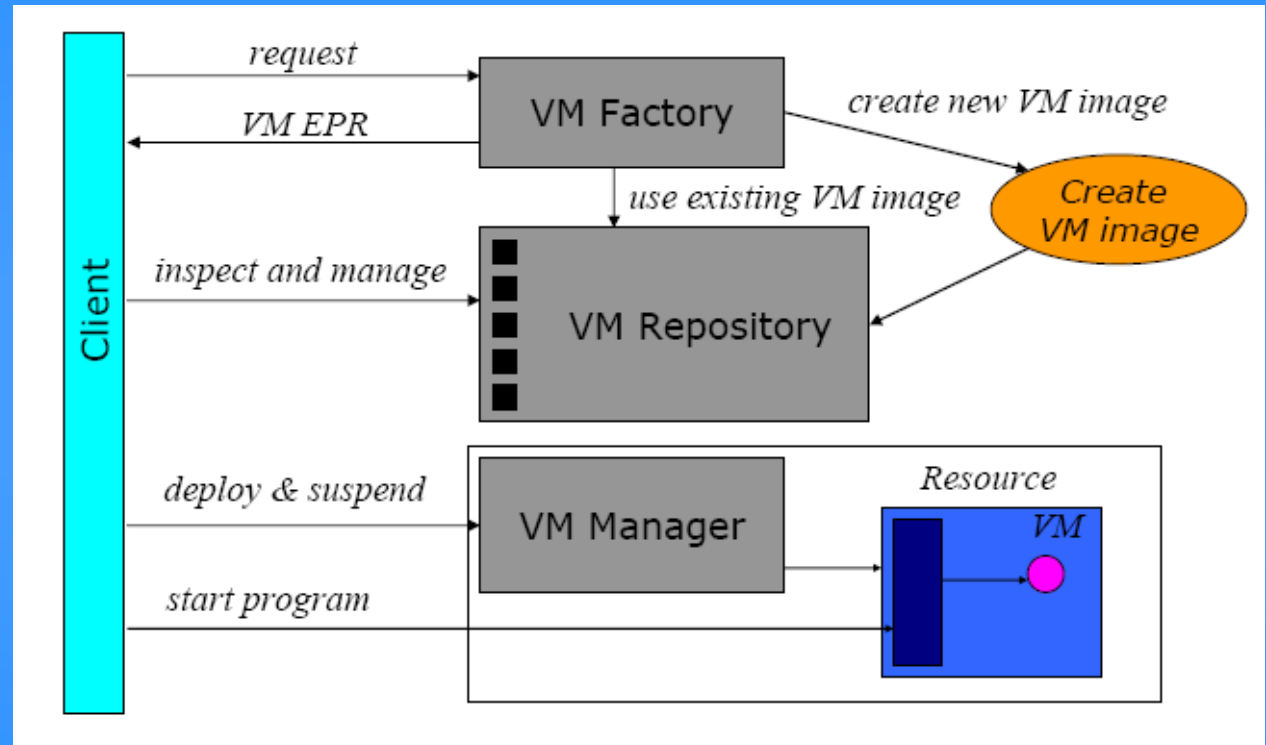 request
VM Factory
create new VM image
VM EPR
use existing VM image
Create
VM image
Client
inspect and manage
VM Repository
deploy & suspend
VM Manager
Resource
VM
start program